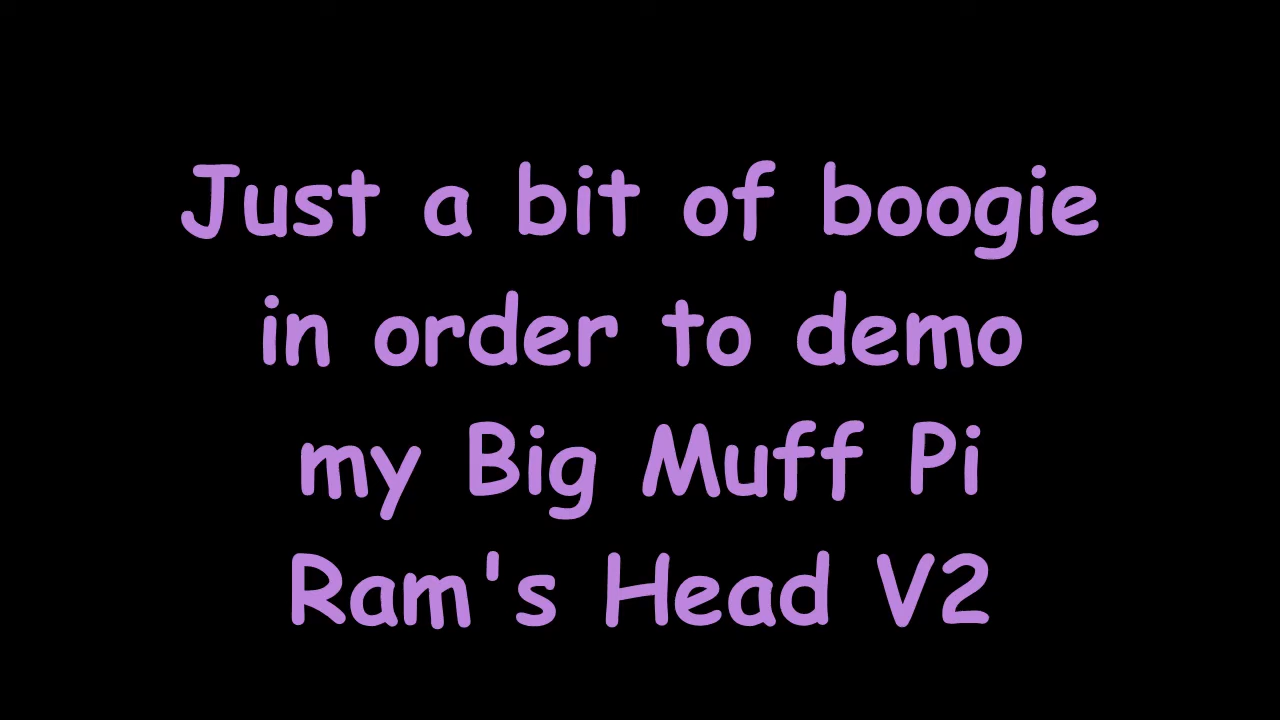 Just a bit of boogie
in order to demo
my Big Muff Pi
Ram's Head V2